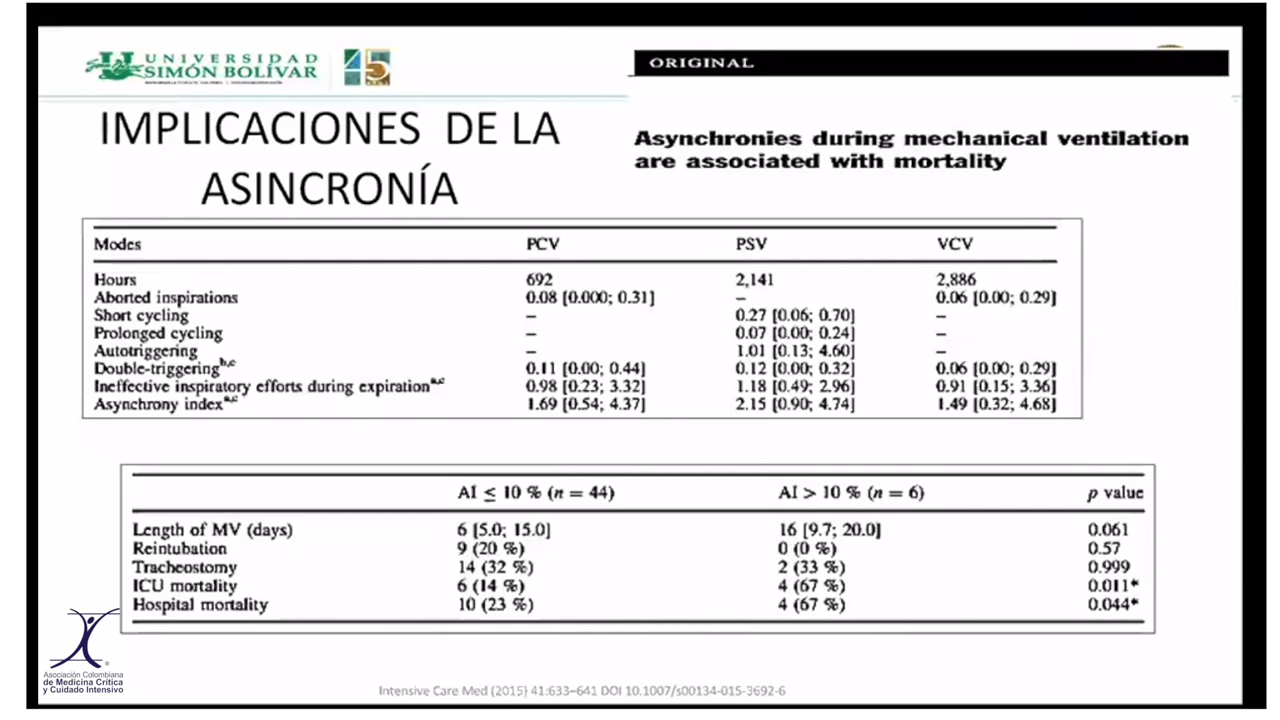 UNIVERSIDAD
SIMÓN BOLÍVAR
45
ORIGINAL
IMPLICACIONES DE LA
ASINCRONÍA
Asynchronies during mechanical ventilation
are associated with mortality
Modes PCV PSV VCV
Hours 692 2,141 2,886
Aborted inspirations 0.08 [0.000; 0.31] – 0.06 [0.00; 0.29]
Short cycling – 0.27 [0.06; 0.70] –
Prolonged cycling – 0.07 [0.00; 0.24] –
Autotriggering – 1.01 [0.13; 4.60] –
Double-triggering b,c 0.11 [0.00; 0.44] 0.12 [0.00; 0.32] 0.06 [0.00; 0.29]
Ineffective inspiratory efforts during expiration a,c 0.98 [0.23; 3.32] 1.18 [0.49; 2.96] 0.91 [0.15; 3.36]
Asynchrony index a,c 1.69 [0.54; 4.37] 2.15 [0.90; 4.74] 1.49 [0.32; 4.68]
AI ≤ 10 % (n = 44) AI > 10 % (n = 6) p value
Length of MV (days) 6 [5.0; 15.0] 16 [9.7; 20.0] 0.061
Reintubation 9 (20 %) 0 (0 %) 0.57
Tracheostomy 14 (32 %) 2 (33 %) 0.999
ICU mortality 6 (14 %) 4 (67 %) 0.011*
Hospital mortality 10 (23 %) 4 (67 %) 0.044*
Asociación Colombiana
de Medicina Crítica
y Cuidado Intensivo
Intensive Care Med (2015) 41:633–641 DOI 10.1007/s00134-015-3692-6